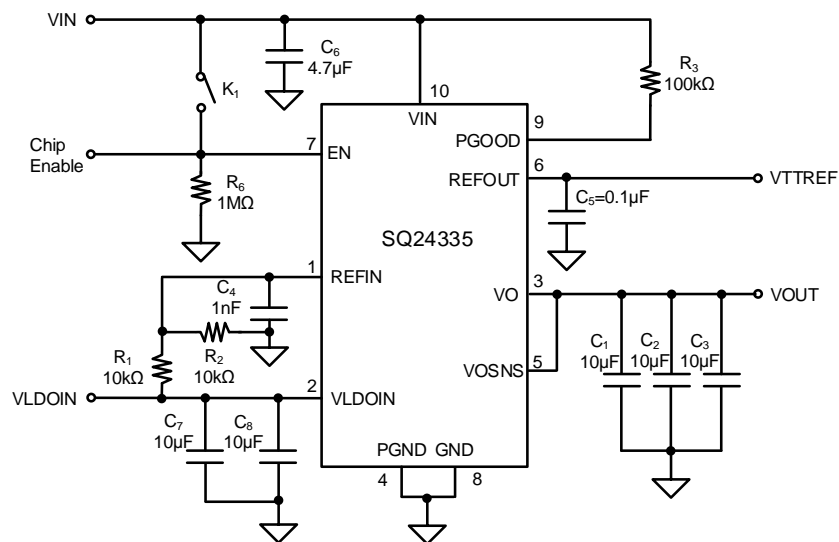 VIN
C₆
4.7µF
R₃
100kΩ
K₁
10
VIN
9
PGOOD
Chip
Enable
7
EN
6
REFOUT
VTTREF
R₆
1MΩ
C₅=0.1µF
SQ24335
1
REFIN
C₄
1nF
3
VO
VOUT
R₁
10kΩ
R₂
10kΩ
C₁
10µF
C₂
10µF
C₃
10µF
5
VOSNS
VLDOIN
2
VLDOIN
C₇
10µF
C₈
10µF
PGND
GND
4
8